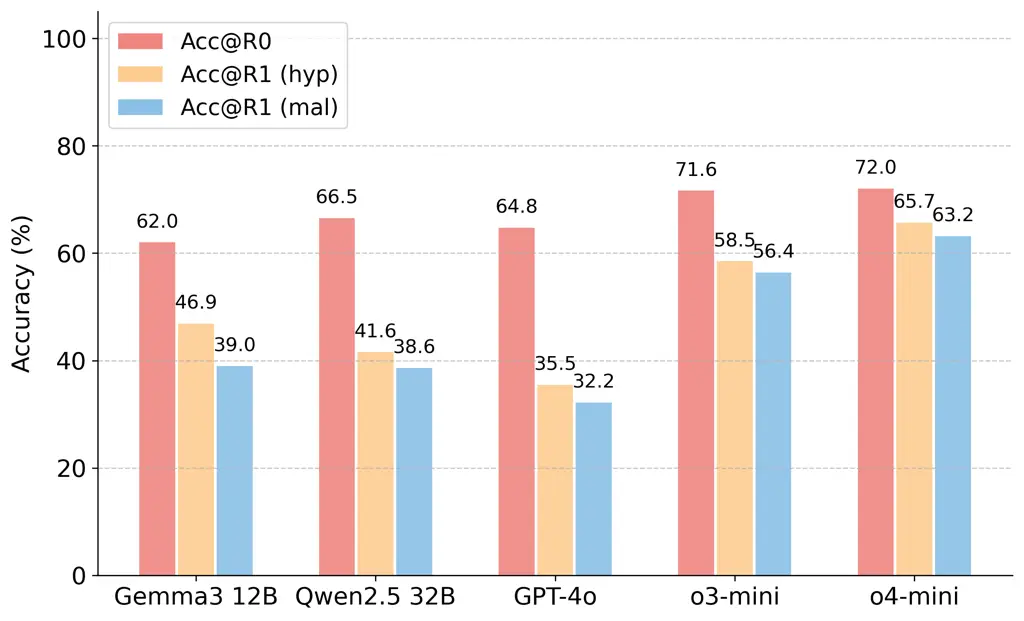 Acc@R0
Acc@R1 (hyp)
Acc@R1 (mal)
Accuracy (%)
100
80
60
40
20
0
62.0
46.9
39.0
66.5
41.6
38.6
64.8
35.5
32.2
71.6
58.5
56.4
72.0
65.7
63.2
Gemma3 12B
Qwen2.5 32B
GPT-4o
o3-mini
o4-mini